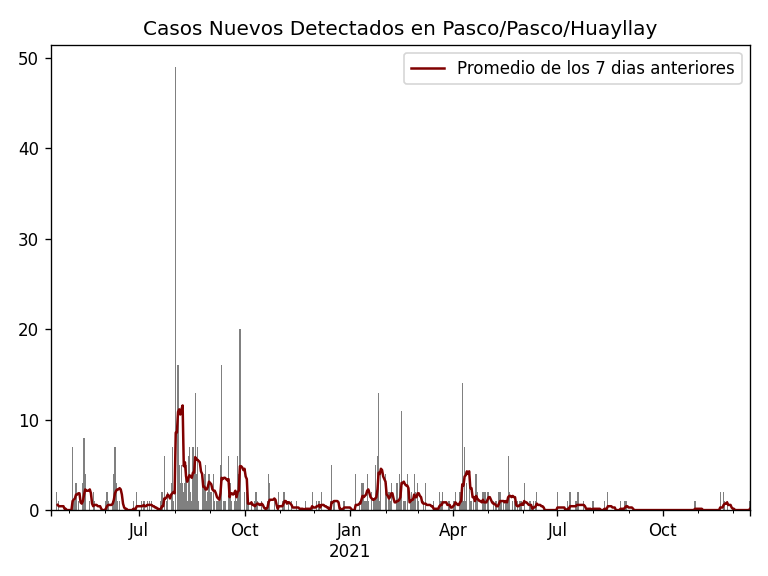 Casos Nuevos Detectados en Pasco/Pasco/Huayllay
Promedio de los 7 dias anteriores
50
40
30
20
10
0
Jul
Oct
Jan
2021
Apr
Jul
Oct